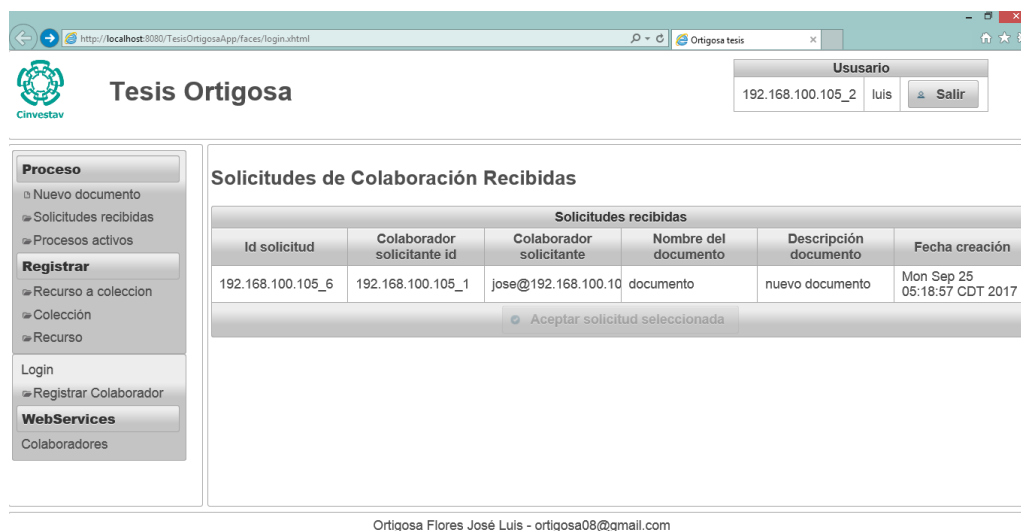 http://localhost:8080/TesisOrtigosaApp/faces/login.xhtml
Ortigosa tesis
Cinvestav
Tesis Ortigosa
Ususario
192.168.100.105_2 luis Salir
Proceso
Nuevo documento
Solicitudes recibidas
Procesos activos
Registrar
Recurso a coleccion
Colección
Recurso
Login
Registrar Colaborador
WebServices
Colaboradores
Solicitudes de Colaboración Recibidas
Solicitudes recibidas
Id solicitud Colaborador solicitante id Colaborador solicitante Nombre del documento Descripción documento Fecha creación
192.168.100.105_6 192.168.100.105_1 jose@192.168.100.10 documento nuevo documento Mon Sep 25 05:18:57 CDT 2017
Aceptar solicitud seleccionada
Ortigosa Flores José Luis - ortigosa08@gmail.com